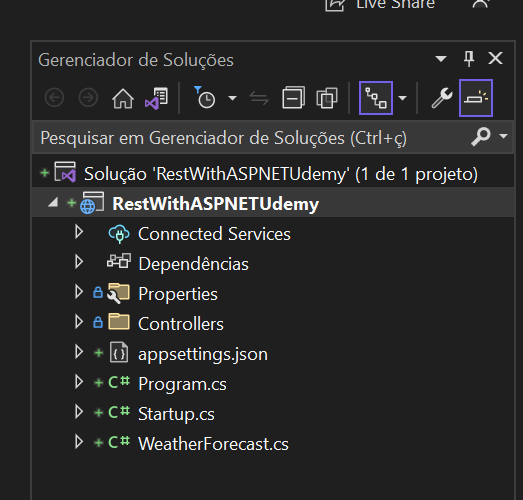 Live Share
Gerenciador de Soluções
Pesquisar em Gerenciador de Soluções (Ctrl+ç)
Solução 'RestWithASPNETUdemy' (1 de 1 projeto)
RestWithASPNETUdemy
Connected Services
Dependências
Properties
Controllers
appsettings.json
C# Program.cs
C# Startup.cs
C# WeatherForecast.cs